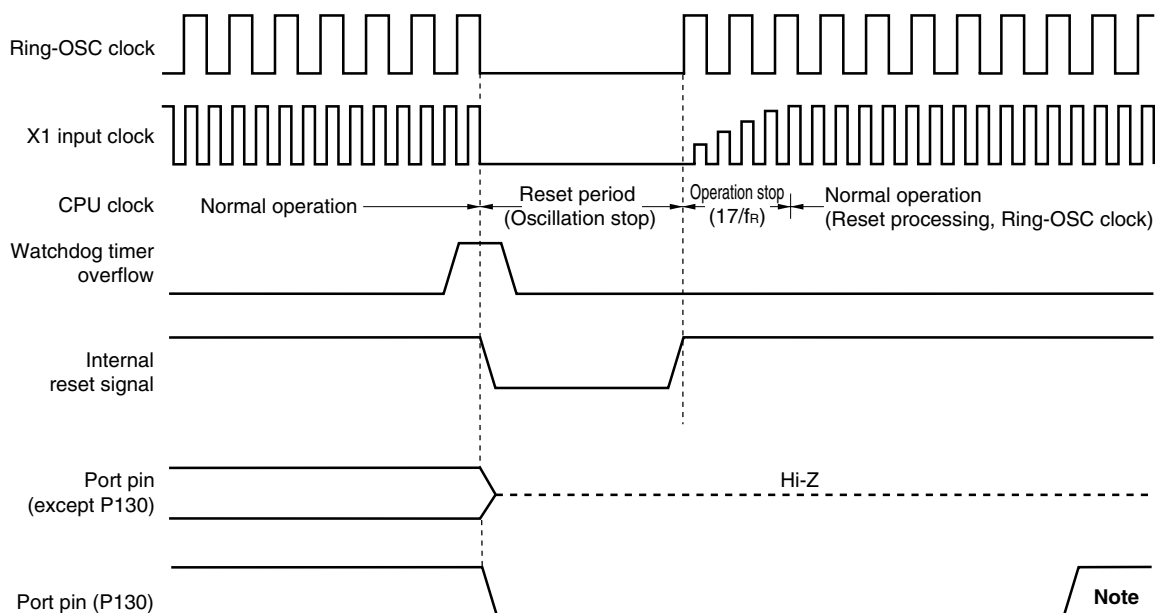 Ring-OSC clock
X1 input clock
CPU clock
Normal operation
Reset period
(Oscillation stop)
Operation stop
(17/fR)
Normal operation
(Reset processing, Ring-OSC clock)
Watchdog timer
overflow
Internal
reset signal
Port pin
(except P130)
Hi-Z
Port pin (P130)
Note